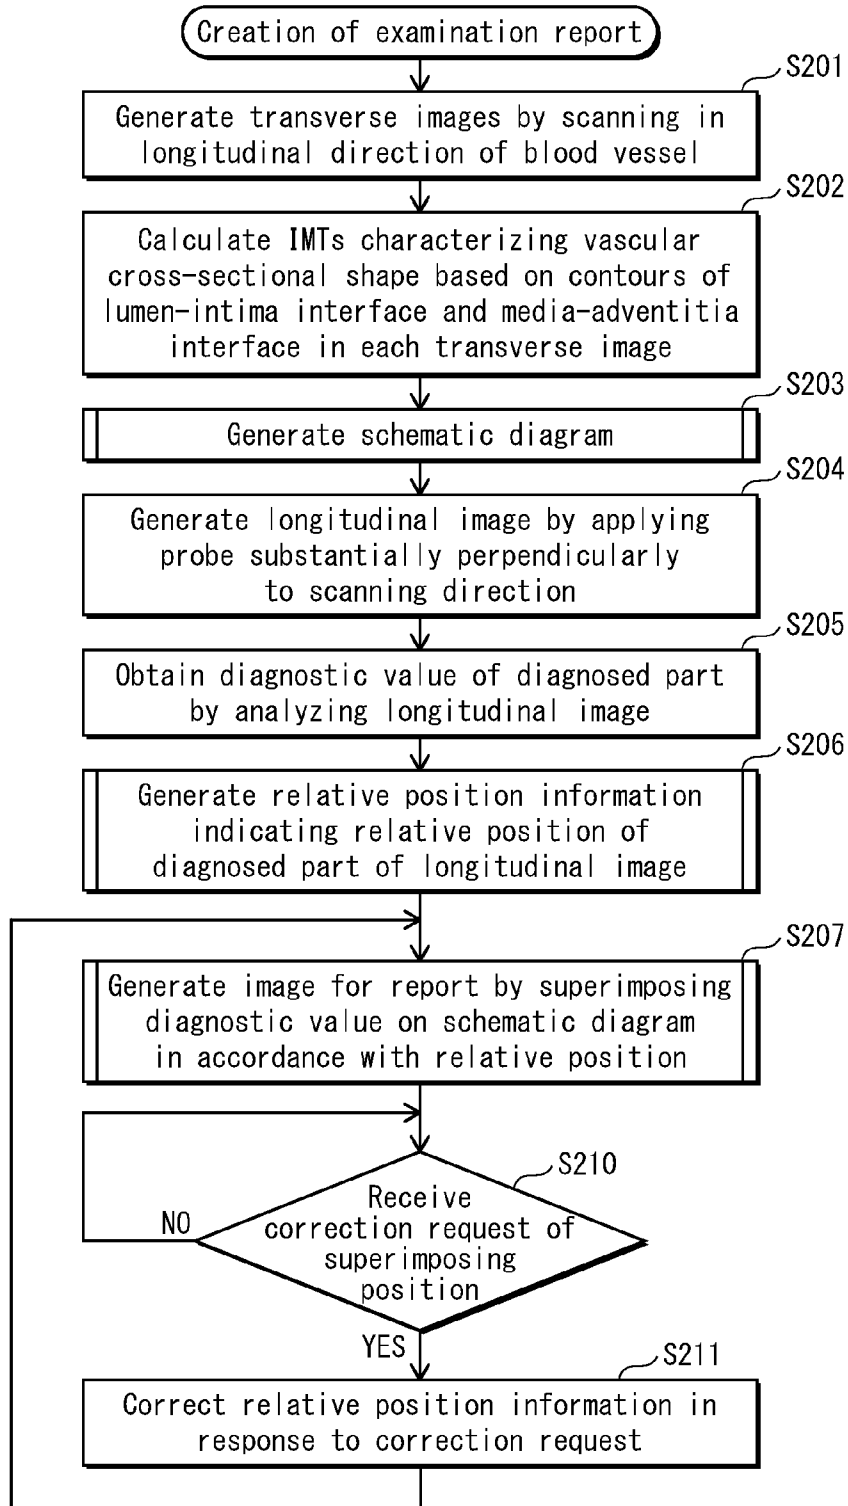 Creation of examination report
S201
Generate transverse images by scanning in
longitudinal direction of blood vessel
S202
Calculate IMTs characterizing vascular
cross-sectional shape based on contours of
lumen-intima interface and media-adventitia
interface in each transverse image
S203
Generate schematic diagram
S204
Generate longitudinal image by applying
probe substantially perpendicularly
to scanning direction
S205
Obtain diagnostic value of diagnosed part
by analyzing longitudinal image
S206
Generate relative position information
indicating relative position of
diagnosed part of longitudinal image
S207
Generate image for report by superimposing
diagnostic value on schematic diagram
in accordance with relative position
S210
Receive
correction request of
superimposing
position
NO
YES
S211
Correct relative position information in
response to correction request